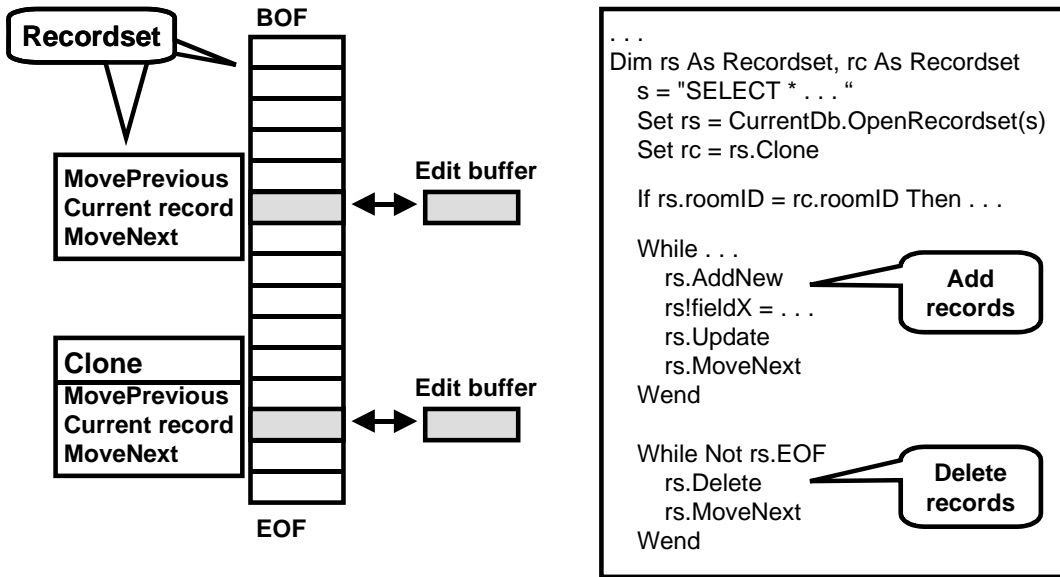 Recordset
BOF
MovePrevious
Current record
MoveNext
Edit buffer
Clone
MovePrevious
Current record
MoveNext
Edit buffer
EOF
. . .
Dim rs As Recordset, rc As Recordset
s = "SELECT * . . . “
Set rs = CurrentDb.OpenRecordset(s)
Set rc = rs.Clone
If rs.roomID = rc.roomID Then . . .
While . . .
rs.AddNew
rs!fieldX = . . .
rs.Update
rs.MoveNext
Wend
Add
records
While Not rs.EOF
rs.Delete
rs.MoveNext
Wend
Delete
records